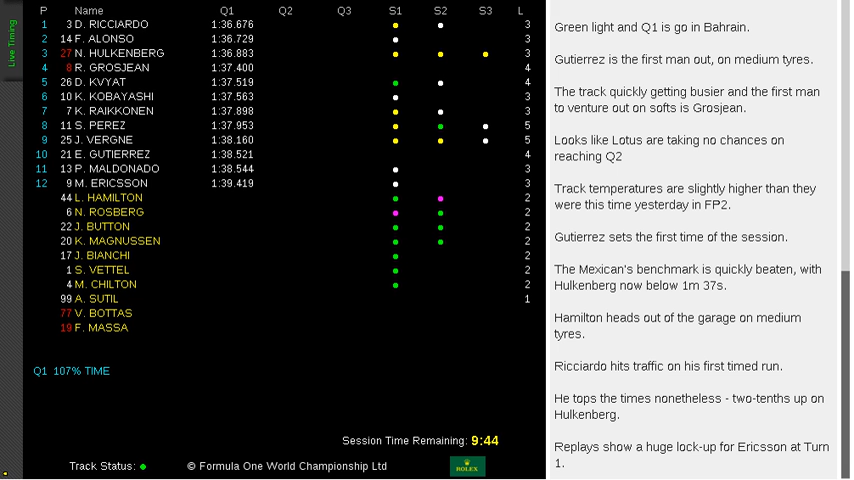 Live Timing
P Name Q1 Q2 Q3 S1 S2 S3 L
1 3 D. RICCIARDO 1:36.676 3
2 14 F. ALONSO 1:36.729 3
3 27 N. HULKENBERG 1:36.883 3
4 8 R. GROSJEAN 1:37.400 4
5 26 D. KVYAT 1:37.519 4
6 10 K. KOBAYASHI 1:37.563 3
7 7 K. RAIKKONEN 1:37.898 3
8 11 S. PEREZ 1:37.953 5
9 25 J. VERGNE 1:38.160 5
10 21 E. GUTIERREZ 1:38.521 4
11 13 P. MALDONADO 1:38.544 3
12 9 M. ERICSSON 1:39.419 3
44 L. HAMILTON 2
6 N. ROSBERG 2
22 J. BUTTON 2
20 K. MAGNUSSEN 2
17 J. BIANCHI 2
1 S. VETTEL 2
4 M. CHILTON 2
99 A. SUTIL 1
77 V. BOTTAS
19 F. MASSA
Q1 107% TIME
Session Time Remaining: 9:44
Track Status: © Formula One World Championship Ltd
ROLEX
Green light and Q1 is go in Bahrain.
Gutierrez is the first man out, on medium tyres.
The track quickly getting busier and the first man
to venture out on softs is Grosjean.
Looks like Lotus are taking no chances on
reaching Q2
Track temperatures are slightly higher than they
were this time yesterday in FP2.
Gutierrez sets the first time of the session.
The Mexican's benchmark is quickly beaten, with
Hulkenberg now below 1m 37s.
Hamilton heads out of the garage on medium
tyres.
Ricciardo hits traffic on his first timed run.
He tops the times nonetheless - two-tenths up on
Hulkenberg.
Replays show a huge lock-up for Ericsson at Turn
1.